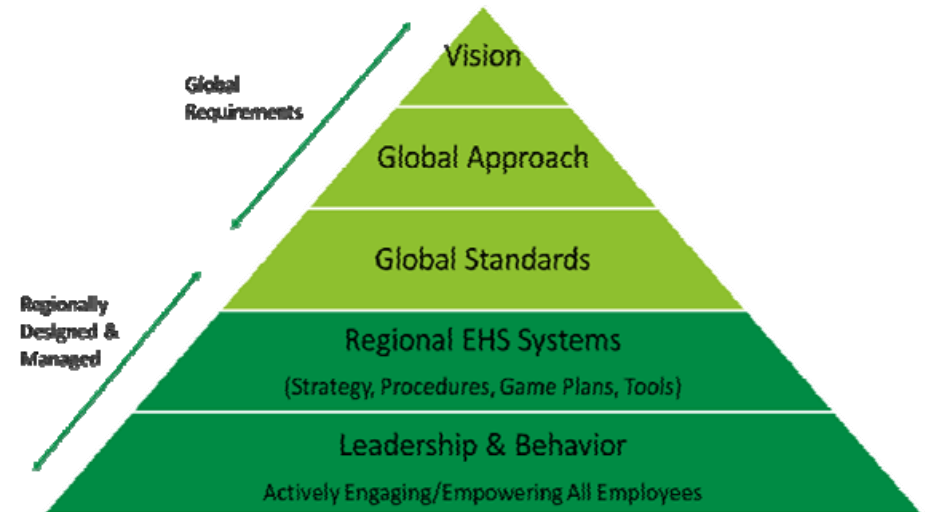 Vision
Global
Requirements
Global Approach
Global Standards
Regionally
Designed &
Managed
Regional EHS Systems
(Strategy, Procedures, Game Plans, Tools)
Leadership & Behavior
Actively Engaging/Empowering All Employees